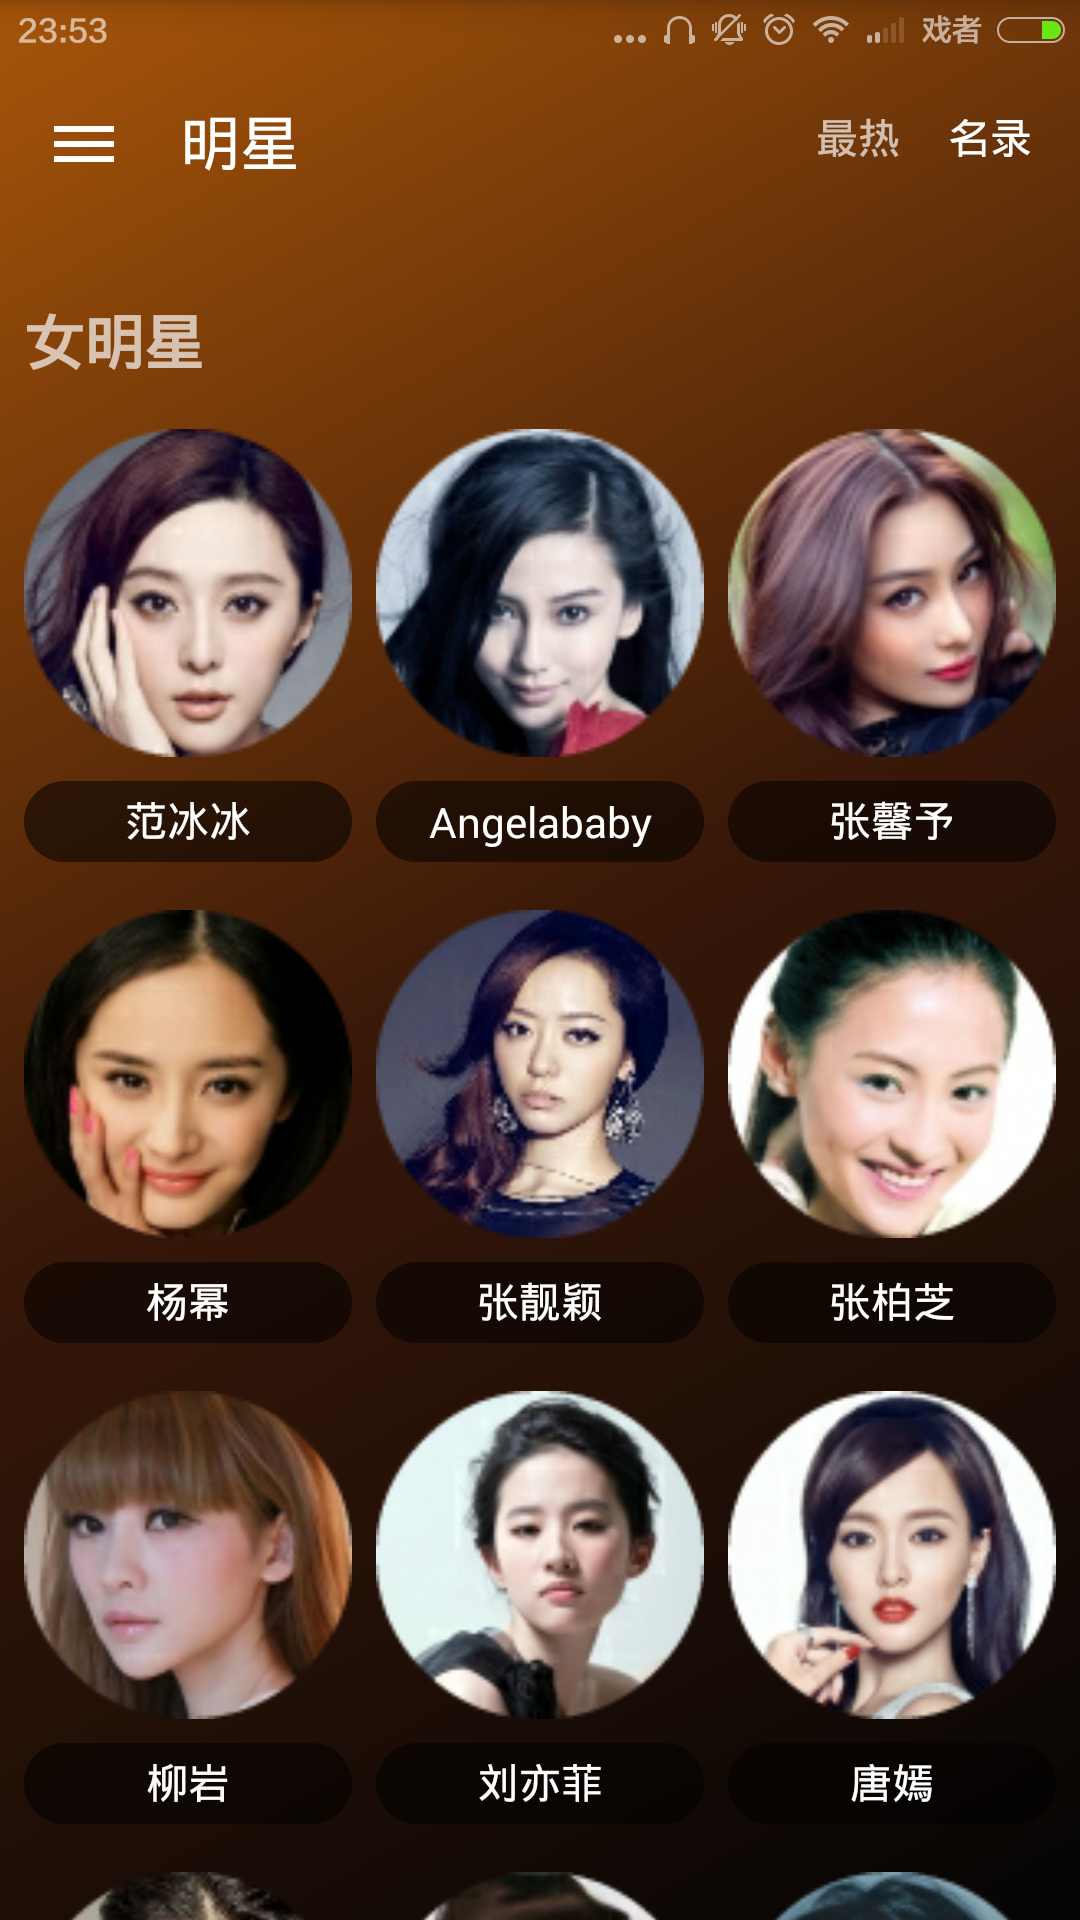 23:53 ... 戏者
明星 最热 名录
女明星
范冰冰 Angelababy 张馨予
杨幂 张靓颖 张柏芝
柳岩 刘亦菲 唐嫣